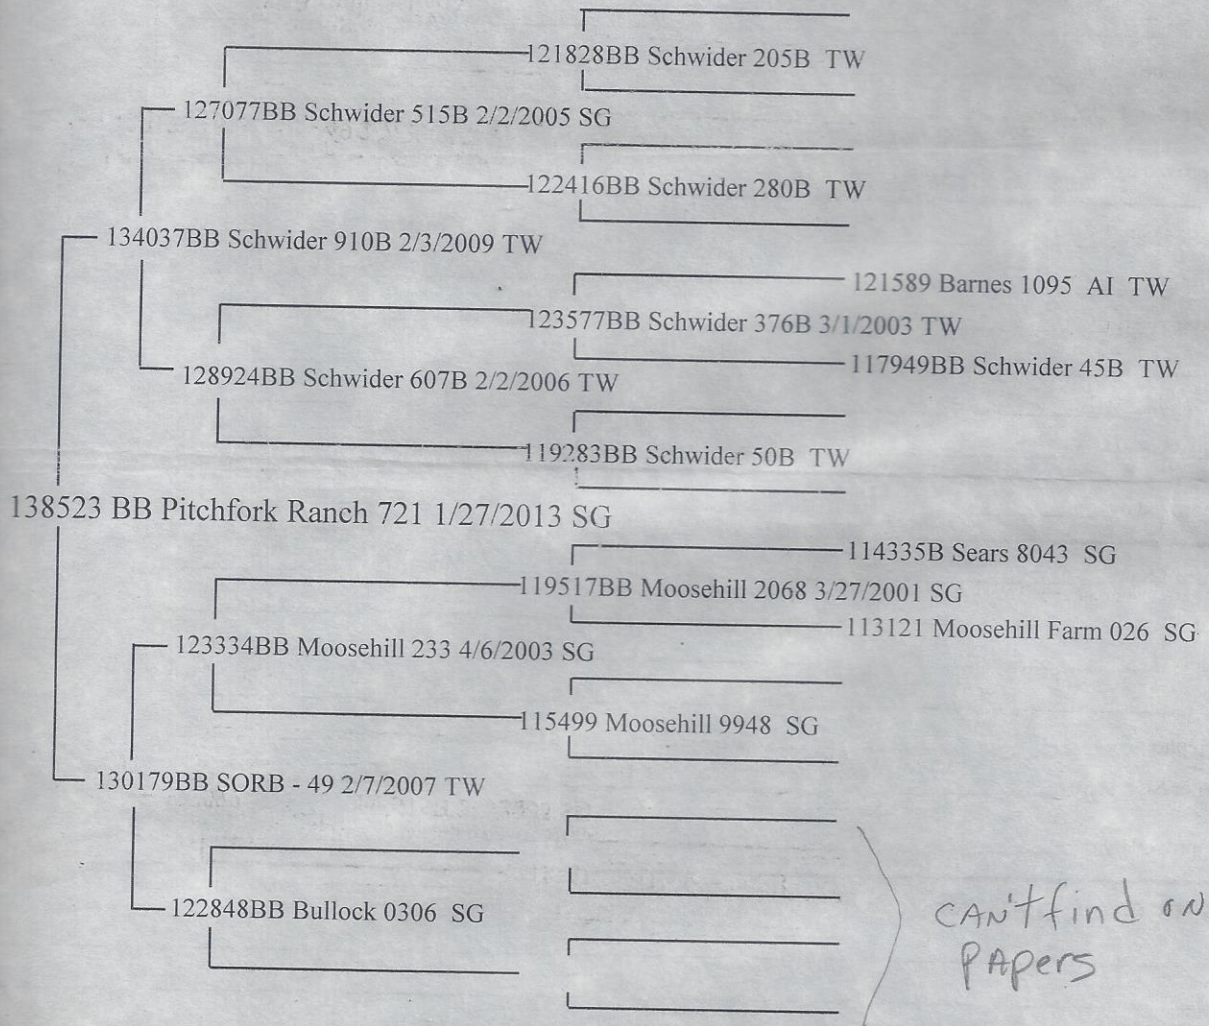 121828BB Schwider 205B TW
127077BB Schwider 515B 2/2/2005 SG
122416BB Schwider 280B TW
134037BB Schwider 910B 2/3/2009 TW
121589 Barnes 1095 AI TW
123577BB Schwider 376B 3/1/2003 TW
117949BB Schwider 45B TW
128924BB Schwider 607B 2/2/2006 TW
119283BB Schwider 50B TW
138523 BB Pitchfork Ranch 721 1/27/2013 SG
114335B Sears 8043 SG
119517BB Moosehill 2068 3/27/2001 SG
113121 Moosehill Farm 026 SG
123334BB Moosehill 233 4/6/2003 SG
115499 Moosehill 9948 SG
130179BB SORB - 49 2/7/2007 TW
122848BB Bullock 0306 SG
CAN'T find ON
PApers